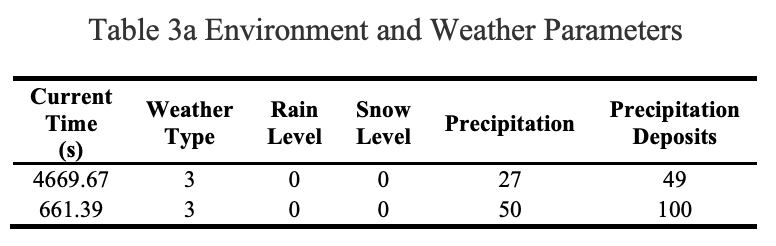 Table 3a Environment and Weather Parameters
Current Time (s) Weather Type Rain Level Snow Level Precipitation Precipitation Deposits
4669.67 3 0 0 27 49
661.39 3 0 0 50 100